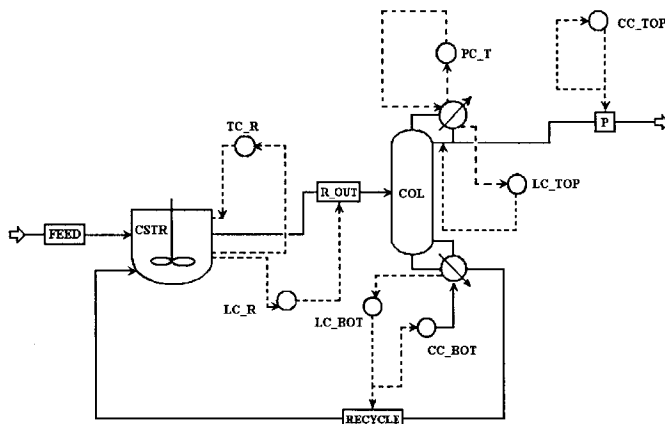 CC_TOP
PC_T
TC_R
P
R_OUT
COL
LC_TOP
FEED
CSTR
LC_R
LC_BOT
CC_BOT
RECYCLE